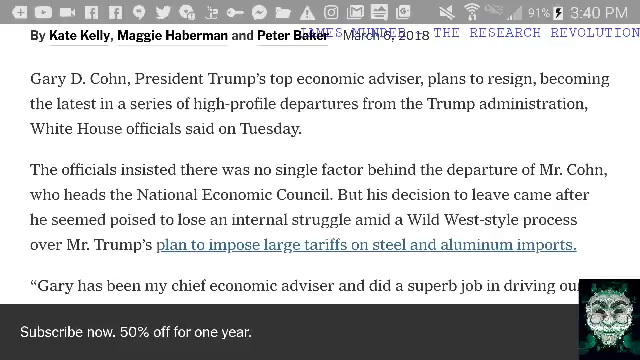 91% 3:40 PM
By Kate Kelly, Maggie Haberman and Peter Baker March 6, 2018
JAMES MUNDER - THE RESEARCH REVOLUTION
Gary D. Cohn, President Trump's top economic adviser, plans to resign, becoming
the latest in a series of high-profile departures from the Trump administration,
White House officials said on Tuesday.
The officials insisted there was no single factor behind the departure of Mr. Cohn,
who heads the National Economic Council. But his decision to leave came after
he seemed poised to lose an internal struggle amid a Wild West-style process
over Mr. Trump's plan to impose large tariffs on steel and aluminum imports.
“Gary has been my chief economic adviser and did a superb job in driving
Subscribe now. 50% off for one year.